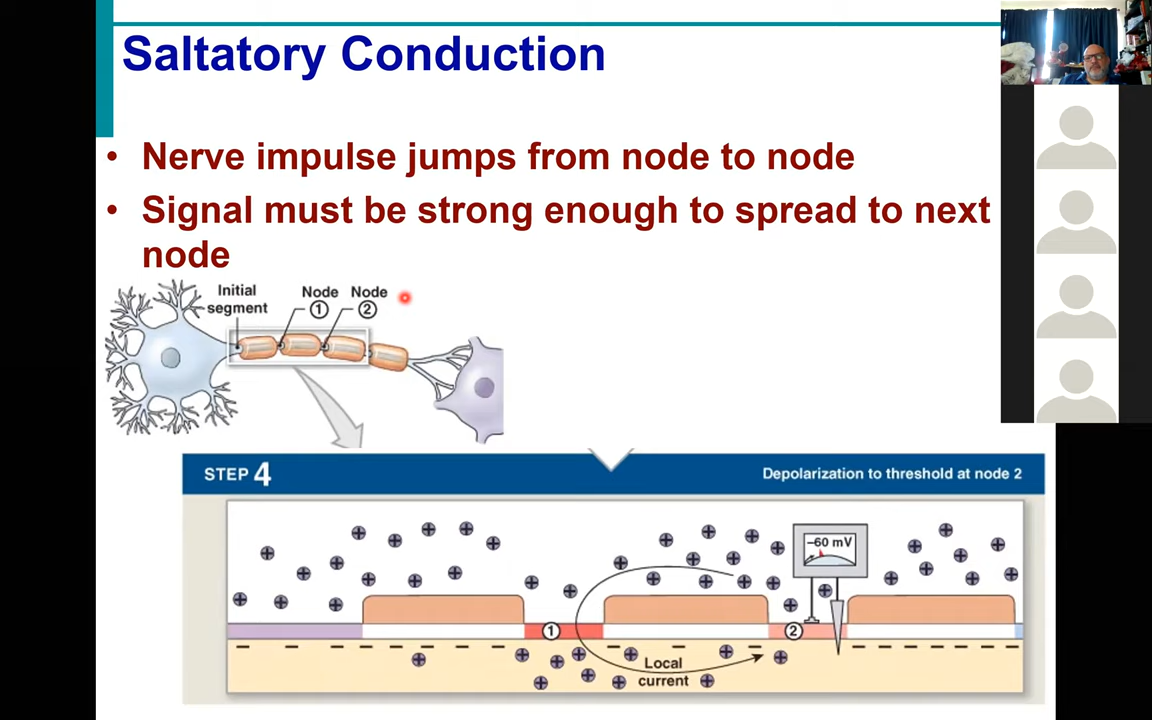 Saltatory Conduction
• Nerve impulse jumps from node to node
• Signal must be strong enough to spread to next
node
Initial
segment
Node
①
Node
②
STEP 4
Depolarization to threshold at node 2
–60 mV
①
②
Local
current